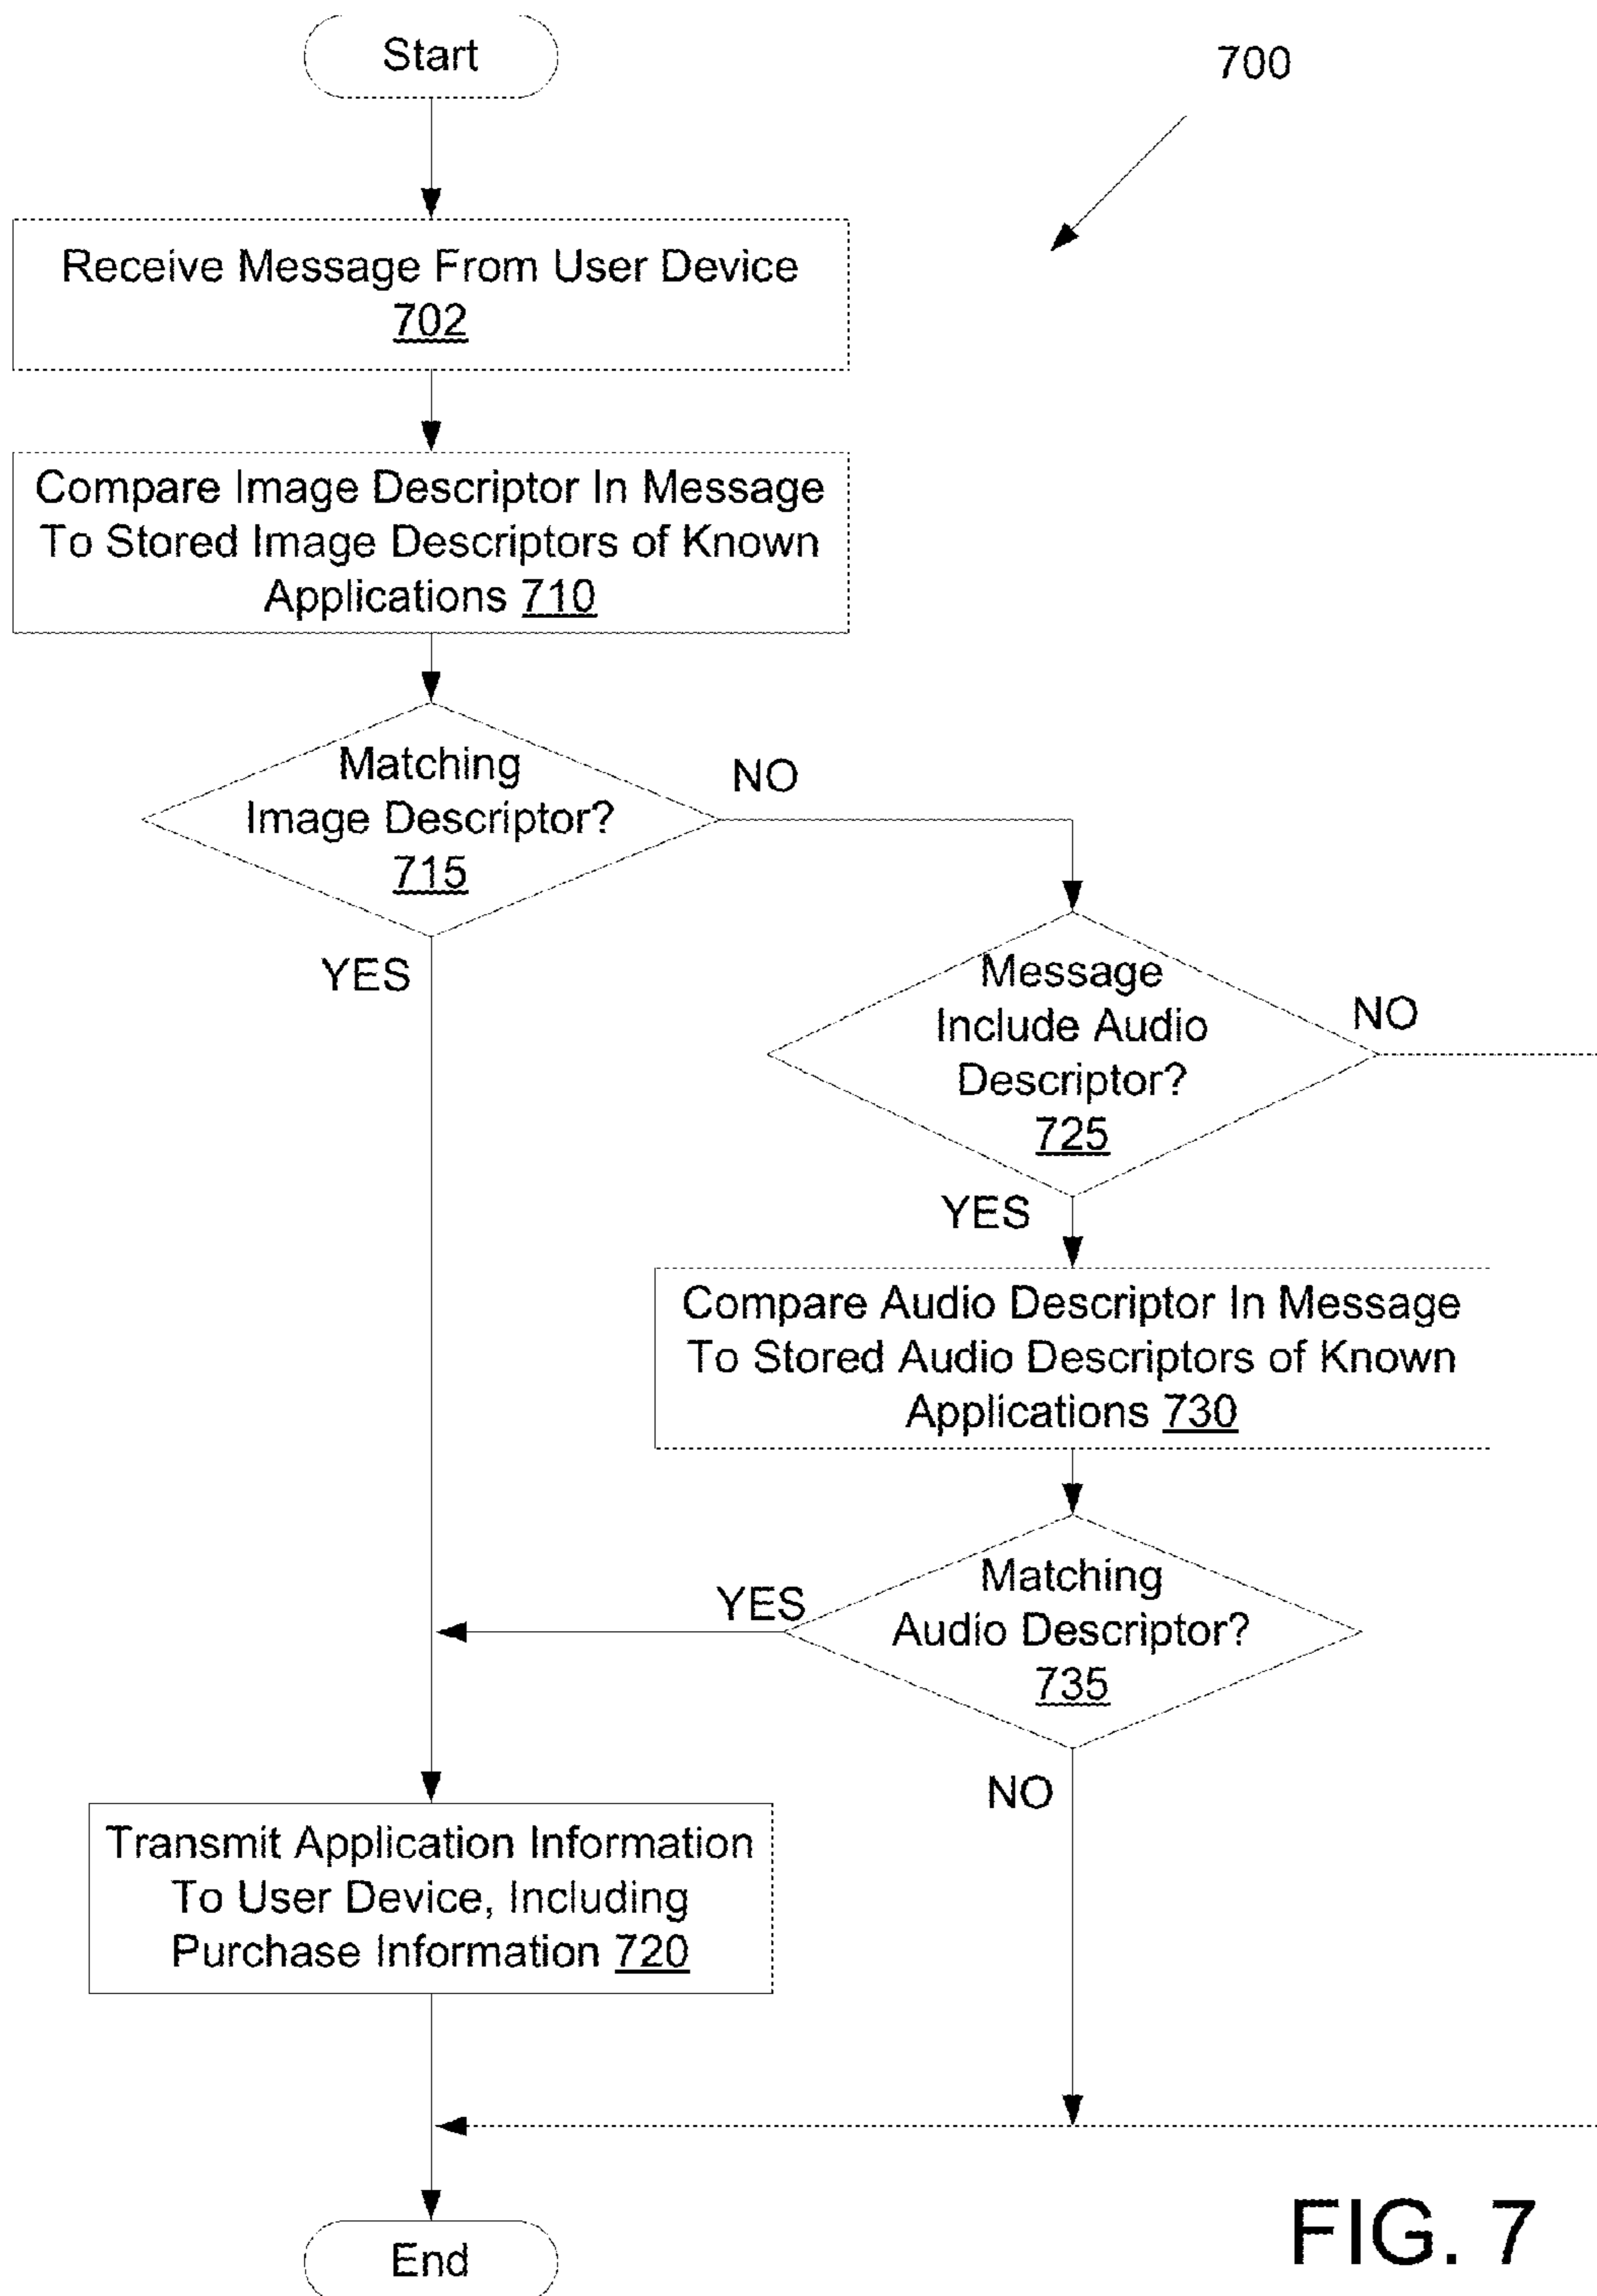 Start
700
Receive Message From User Device
702
Compare Image Descriptor In Message
To Stored Image Descriptors of Known
Applications 710
Matching
Image Descriptor?
715
NO
YES
Message
Include Audio
Descriptor?
725
NO
YES
Compare Audio Descriptor In Message
To Stored Audio Descriptors of Known
Applications 730
Matching
Audio Descriptor?
735
YES
NO
Transmit Application Information
To User Device, Including
Purchase Information 720
End
FIG. 7